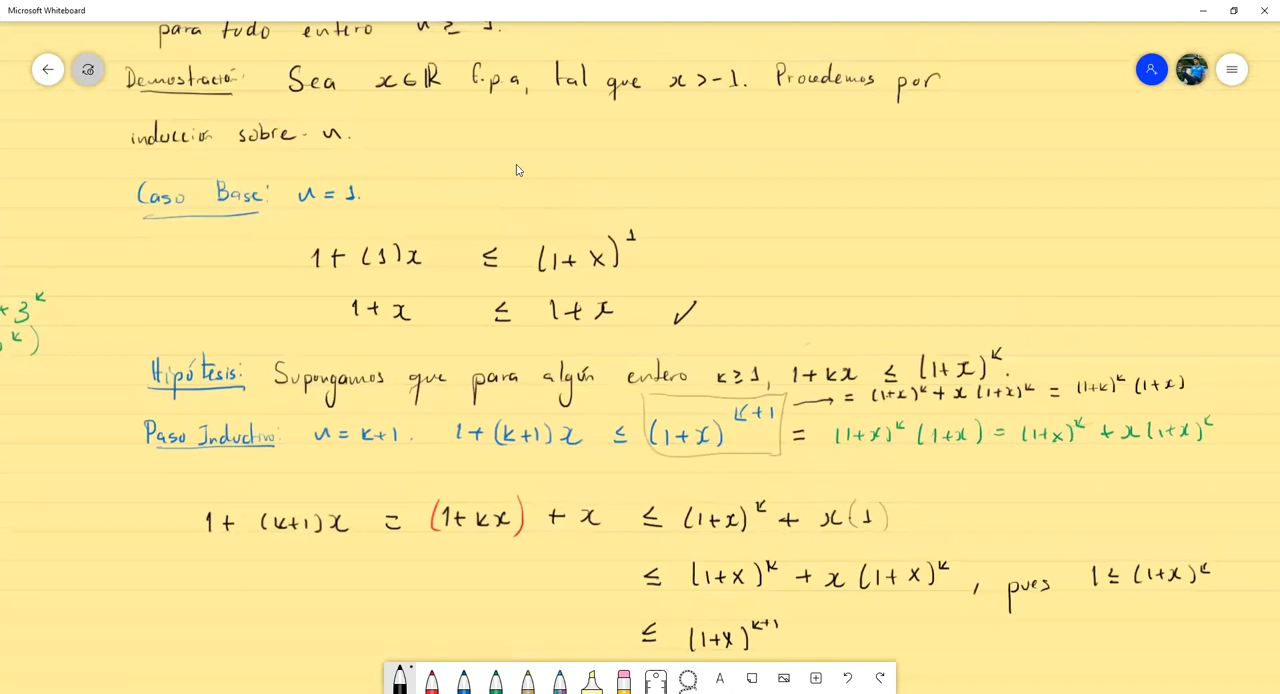 Microsoft Whiteboard
para todo entero n ≥ 1.
Demostración: Sea x ∈ ℝ f.p.a, tal que x > -1. Procedemos por
inducción sobre n.
Caso Base: n = 1.
1 + (1)x ≤ (1 + x)^1
1 + x ≤ 1 + x ✓
+ 3^k
^k)
Hipótesis: Supongamos que para algún entero k ≥ 1, 1 + kx ≤ (1+x)^k.
→ = (1+x)^k + x(1+x)^k = (1+k)^k (1+x)
Paso Inductivo: n = k+1. 1 + (k+1)x ≤ (1+x)^{k+1} = (1+x)^k (1+x) = (1+x)^k + x(1+x)^k
1 + (k+1)x = (1+kx) + x ≤ (1+x)^k + x(1)
≤ (1+x)^k + x(1+x)^k, pues 1 ≤ (1+x)^k
≤ (1+x)^{k+1}
A